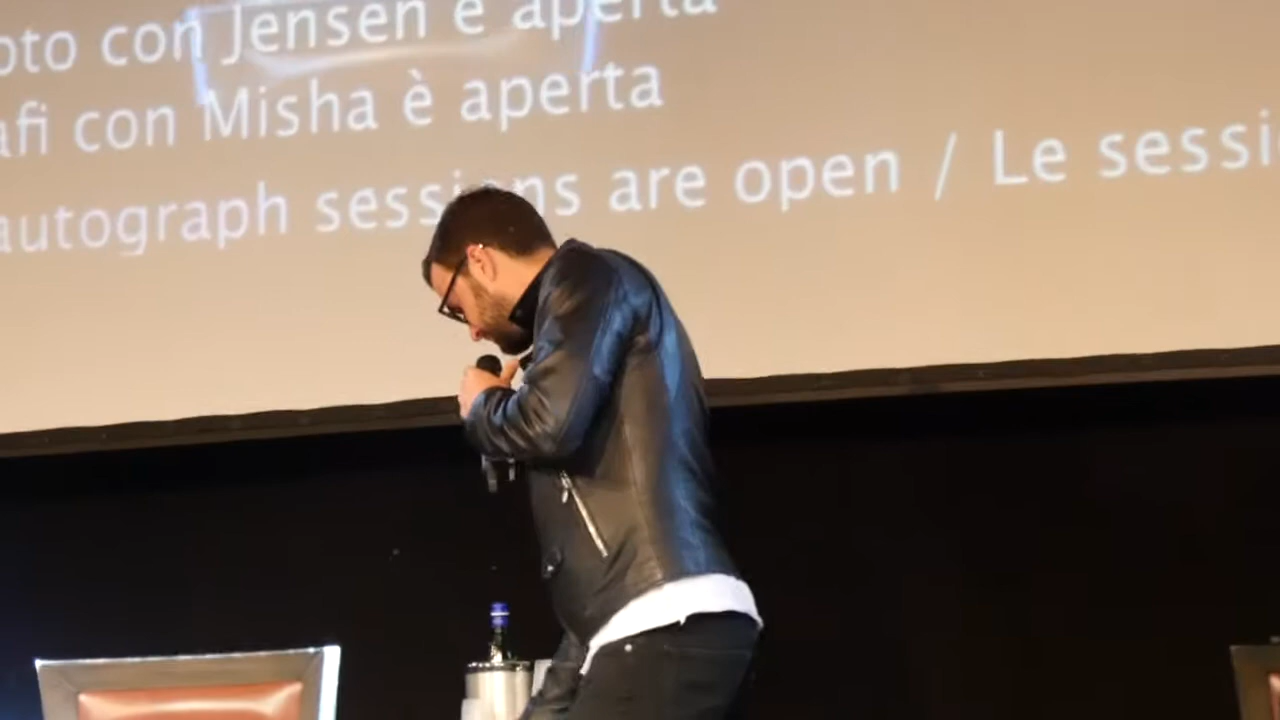 oto con Jensen è aperta
afi con Misha è aperta
autograph sessions are open / Le sessi